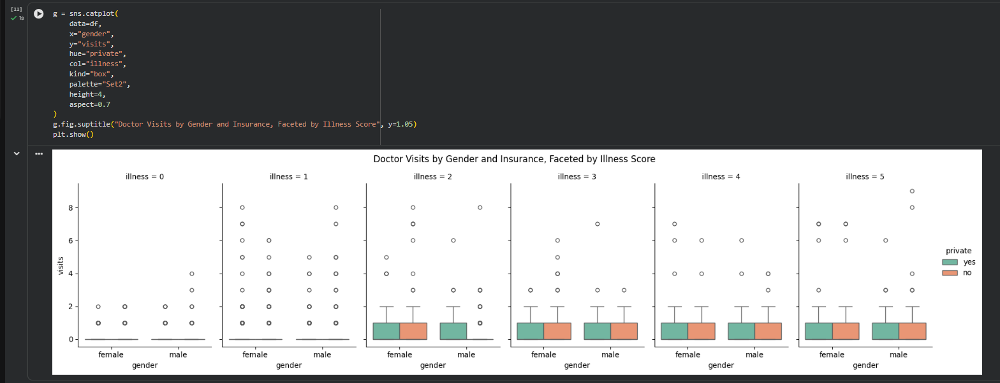 [11]
✓ 1s
g = sns.catplot(
    data=df,
    x="gender",
    y="visits",
    hue="private",
    col="illness",
    kind="box",
    palette="Set2",
    height=4,
    aspect=0.7
)
g.fig.suptitle("Doctor Visits by Gender and Insurance, Faceted by Illness Score", y=1.05)
plt.show()
Doctor Visits by Gender and Insurance, Faceted by Illness Score
illness = 0 illness = 1 illness = 2 illness = 3 illness = 4 illness = 5
8
6
4
2
0
visits
private
yes
no
female male female male female male female male female male female male
gender gender gender gender gender gender